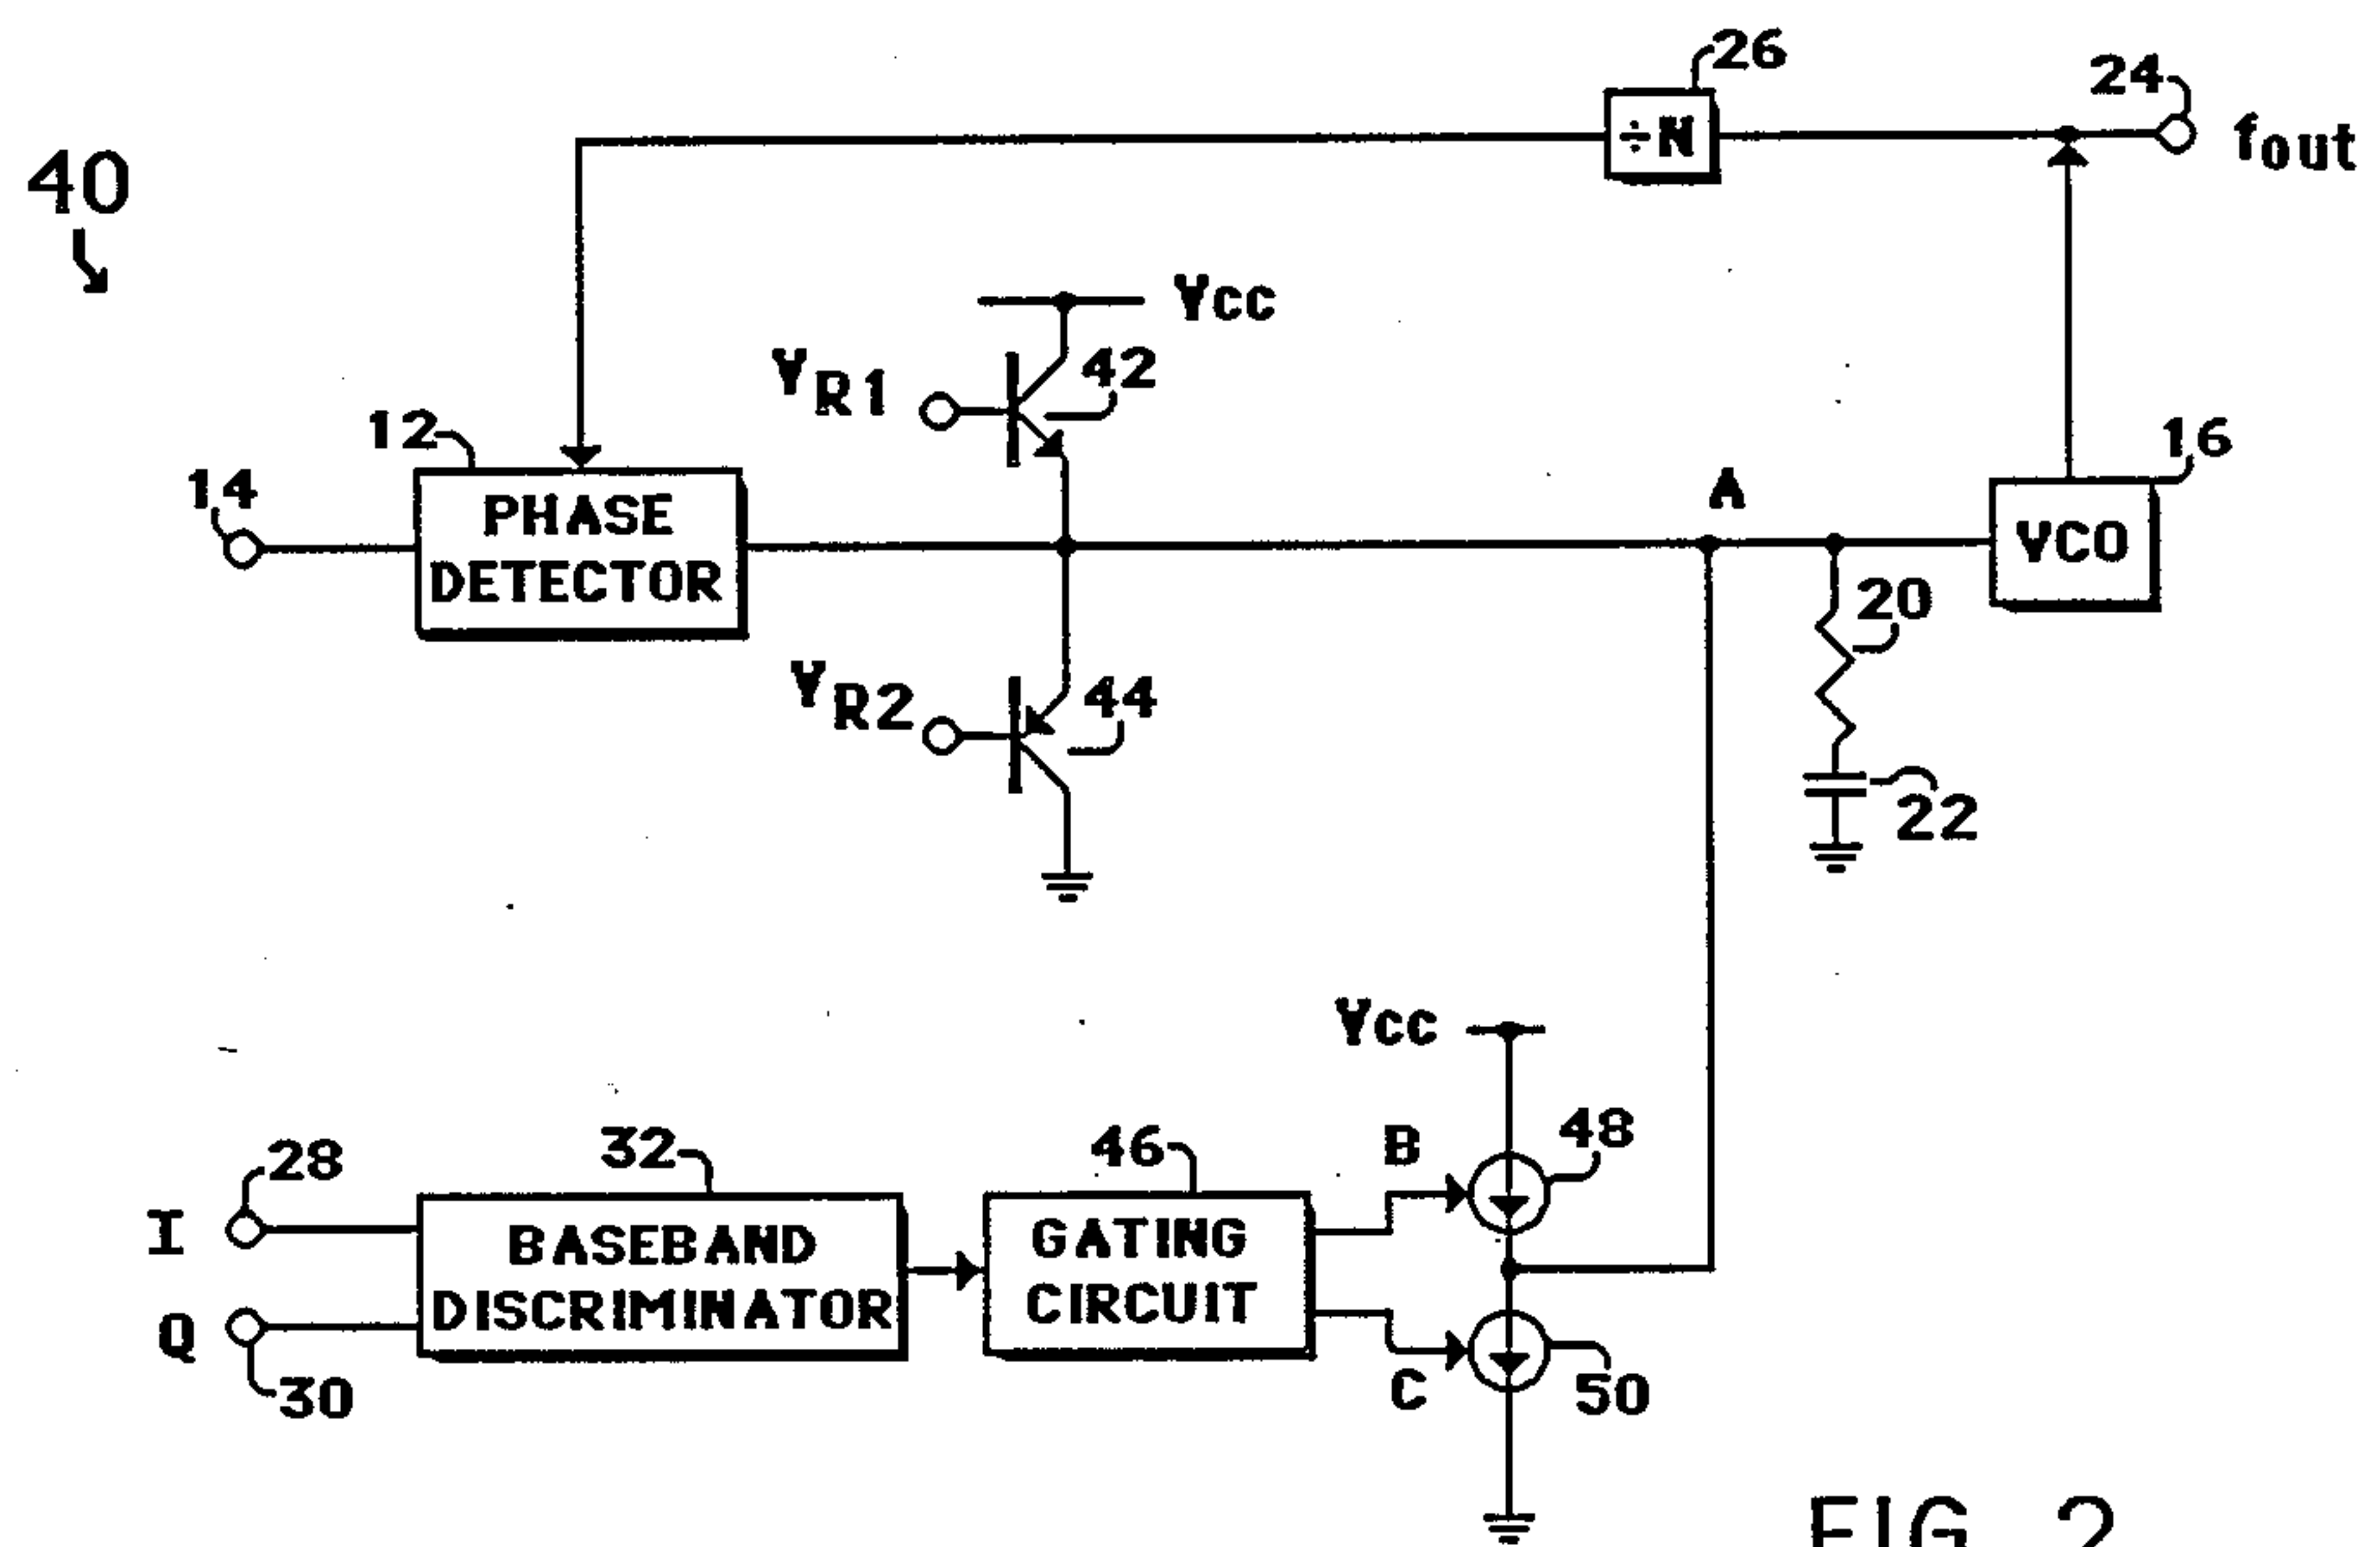 26
24
fout
40
Vcc
VR1
42
12
14
16
A
PHASE
DETECTOR
VCO
20
VR2
44
22
Vcc
48
28
32
46
B
I
BASEBAND
DISCRIMINATOR
GATING
CIRCUIT
Q
30
C
50
÷N
FIG 2